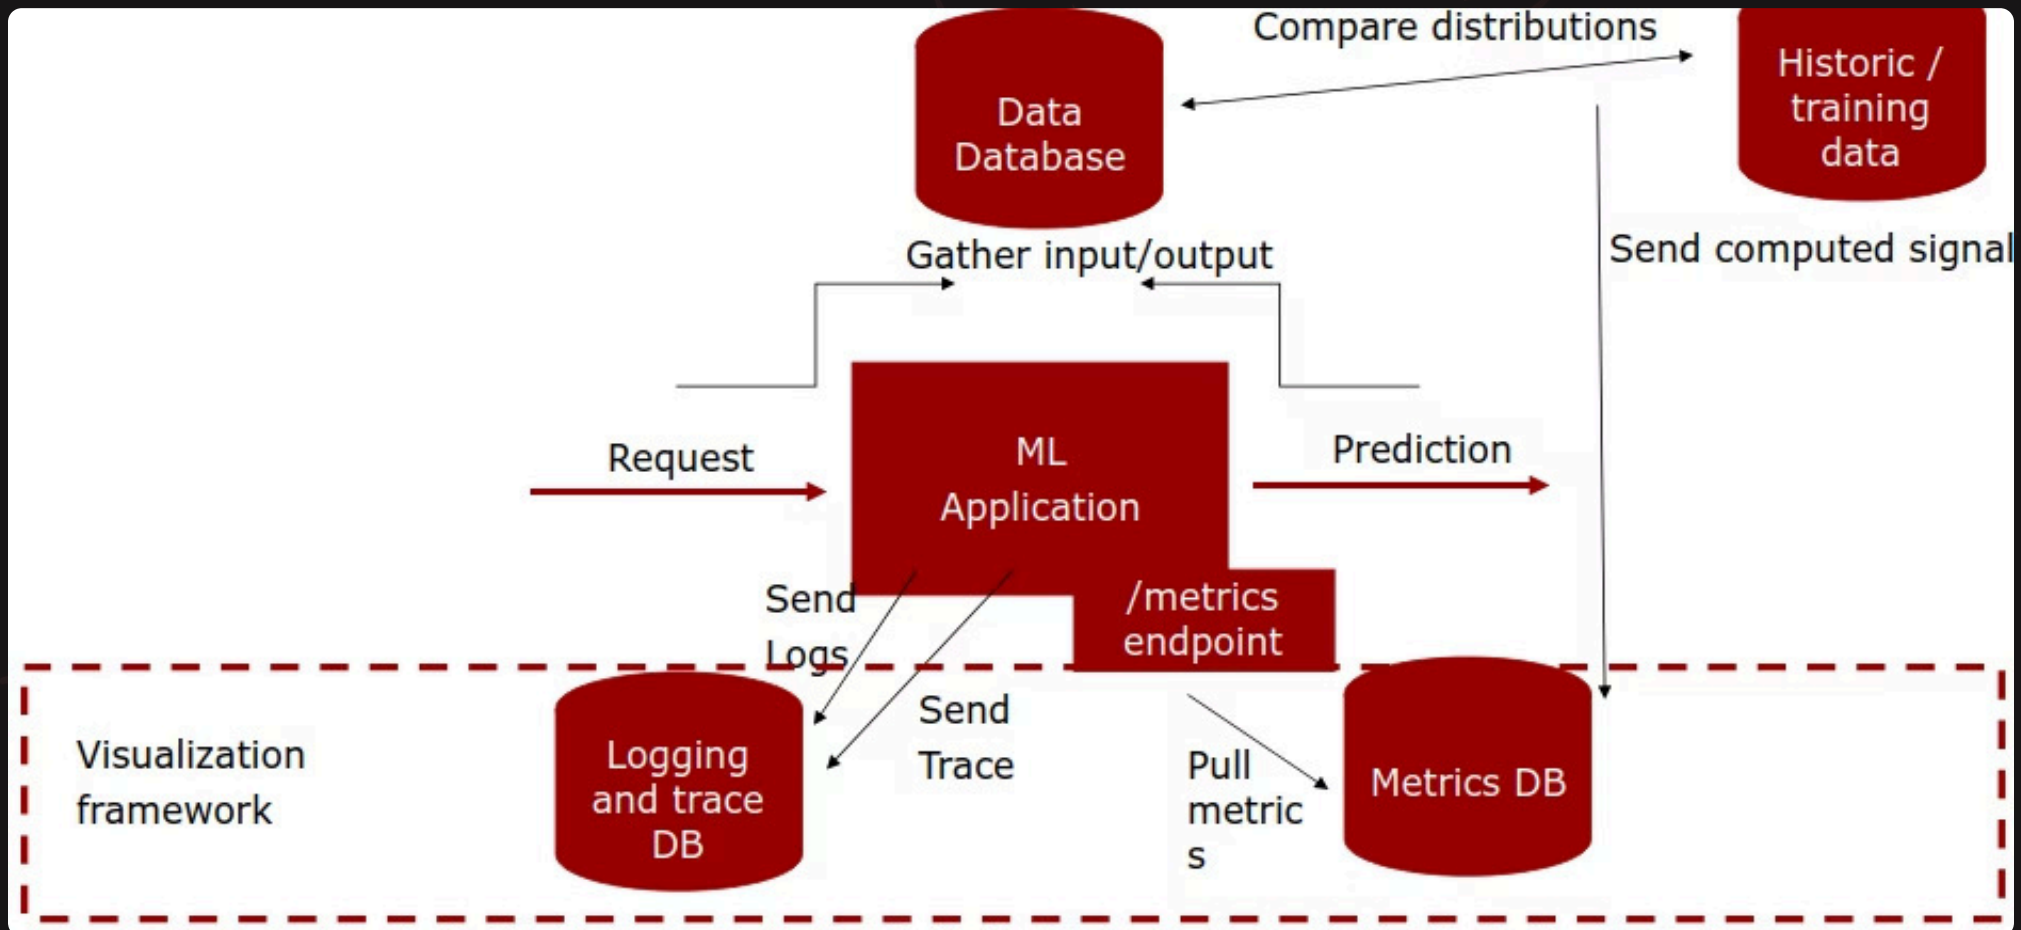 Compare distributions
Data
Database
Historic /
training
data
Gather input/output
Send computed signal
Request
ML
Application
Prediction
Send
Logs
/metrics
endpoint
Visualization
framework
Logging
and trace
DB
Send
Trace
Pull
metric
s
Metrics DB